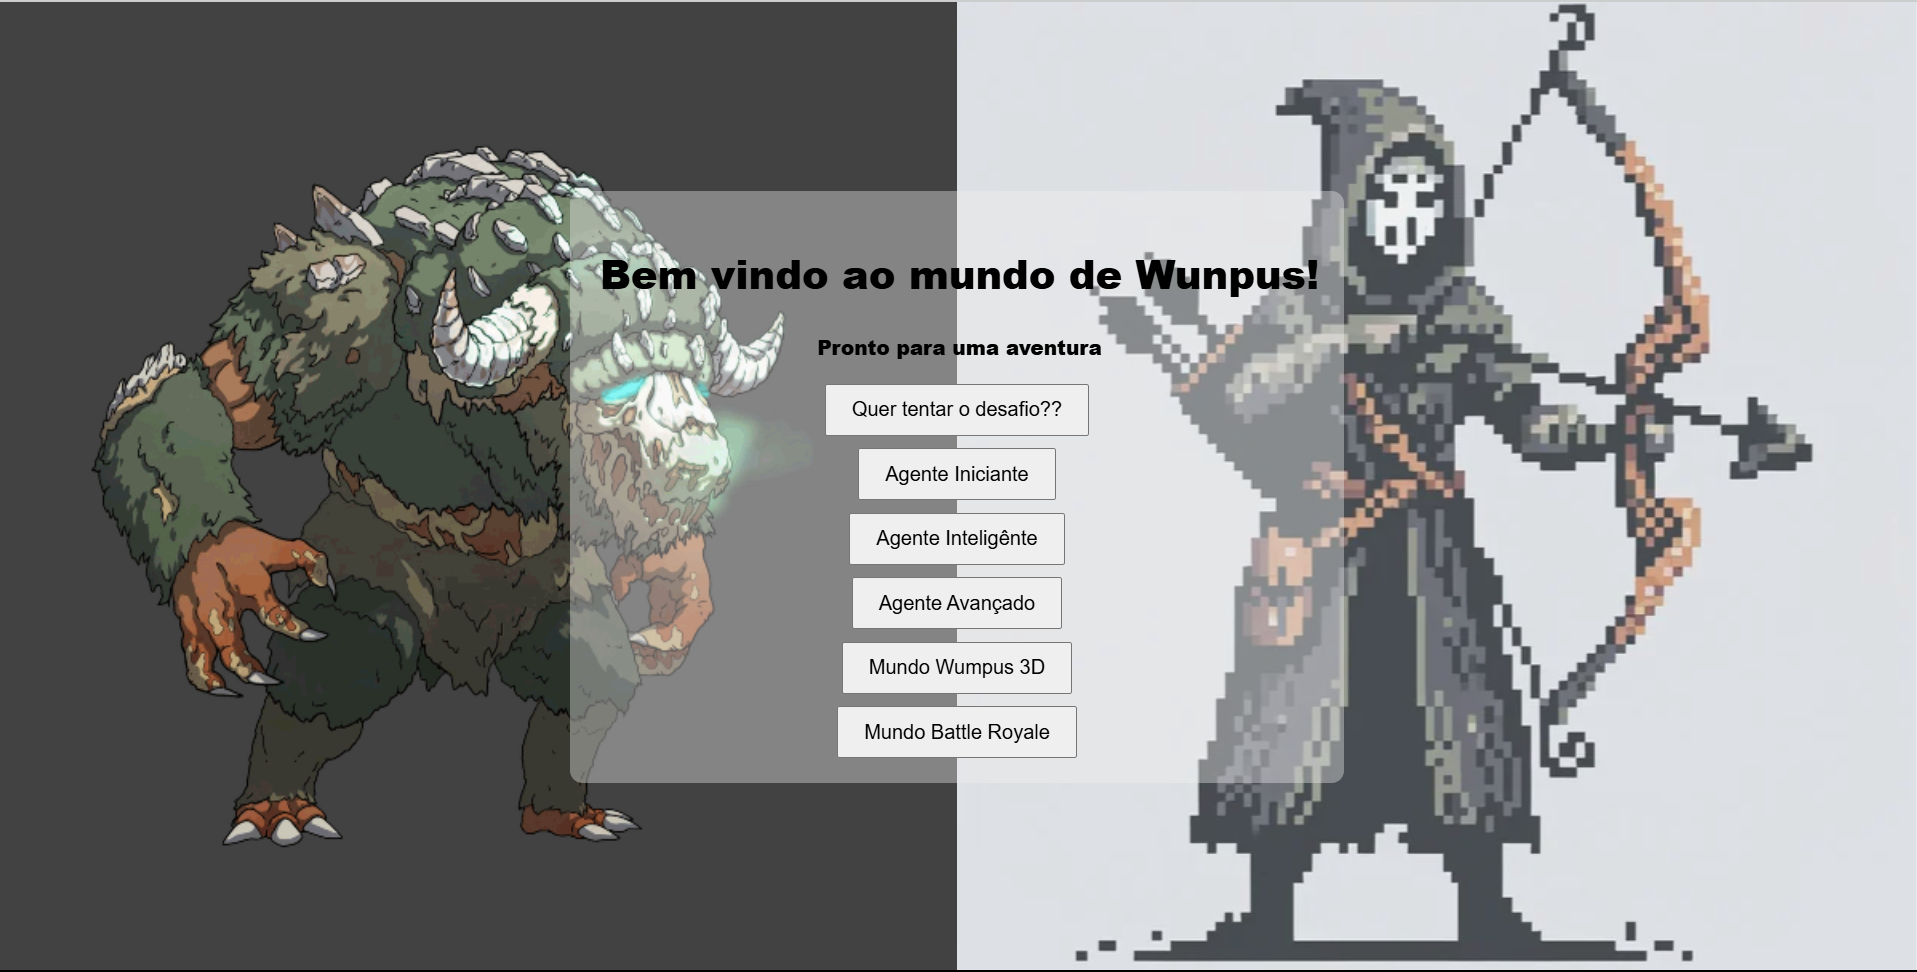 Bem vindo ao mundo de Wunpus!
Pronto para uma aventura
Quer tentar o desafio??
Agente Iniciante
Agente Inteligênte
Agente Avançado
Mundo Wumpus 3D
Mundo Battle Royale